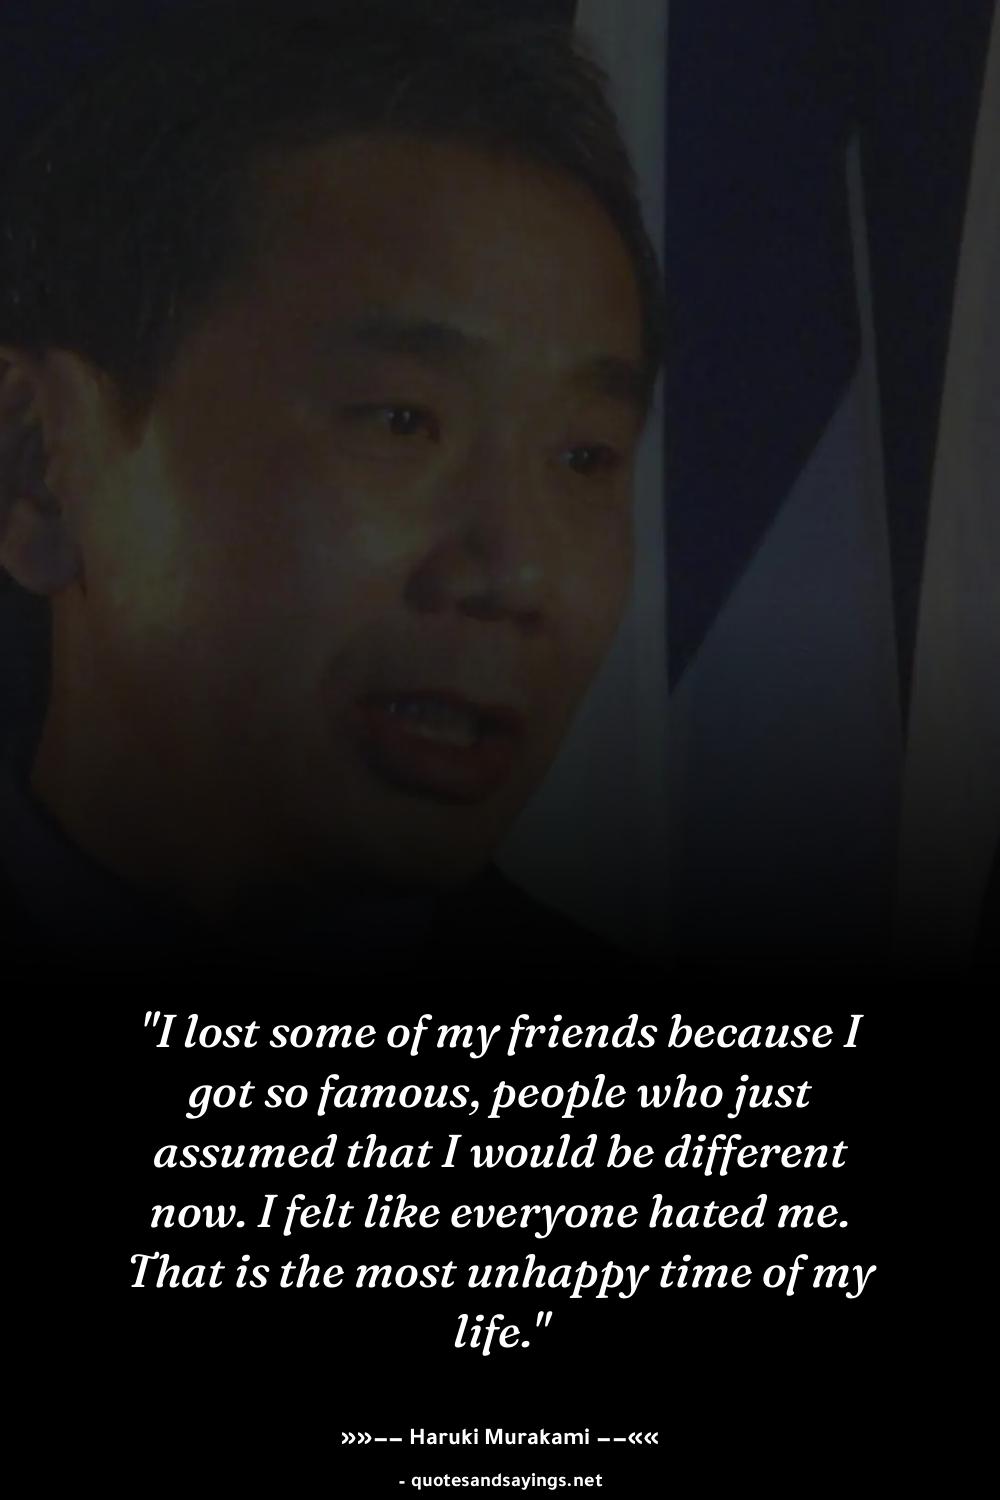 "I lost some of my friends because I
got so famous, people who just
assumed that I would be different
now. I felt like everyone hated me.
That is the most unhappy time of my
life."
»»−− Haruki Murakami −−««
- quotesandsayings.net